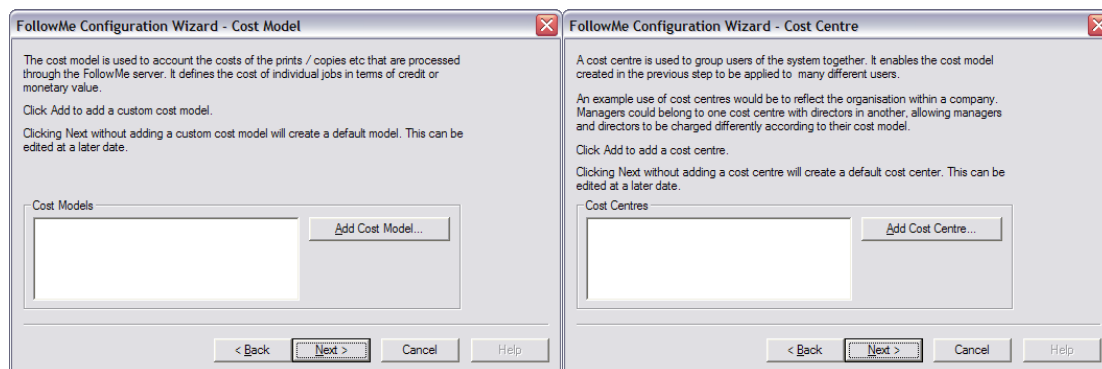 FollowMe Configuration Wizard - Cost Model
The cost model is used to account the costs of the prints / copies etc that are processed
through the FollowMe server. It defines the cost of individual jobs in terms of credit or
monetary value.
Click Add to add a custom cost model.
Clicking Next without adding a custom cost model will create a default model. This can be
edited at a later date.
Cost Models
Add Cost Model...
< Back
Next >
Cancel
Help
FollowMe Configuration Wizard - Cost Centre
A cost centre is used to group users of the system together. It enables the cost model
created in the previous step to be applied to many different users.
An example use of cost centres would be to reflect the organisation within a company.
Managers could belong to one cost centre with directors in another, allowing managers
and directors to be charged differently according to their cost model.
Click Add to add a cost centre.
Clicking Next without adding a cost centre will create a default cost center. This can be
edited at a later date.
Cost Centres
Add Cost Centre...
< Back
Next >
Cancel
Help